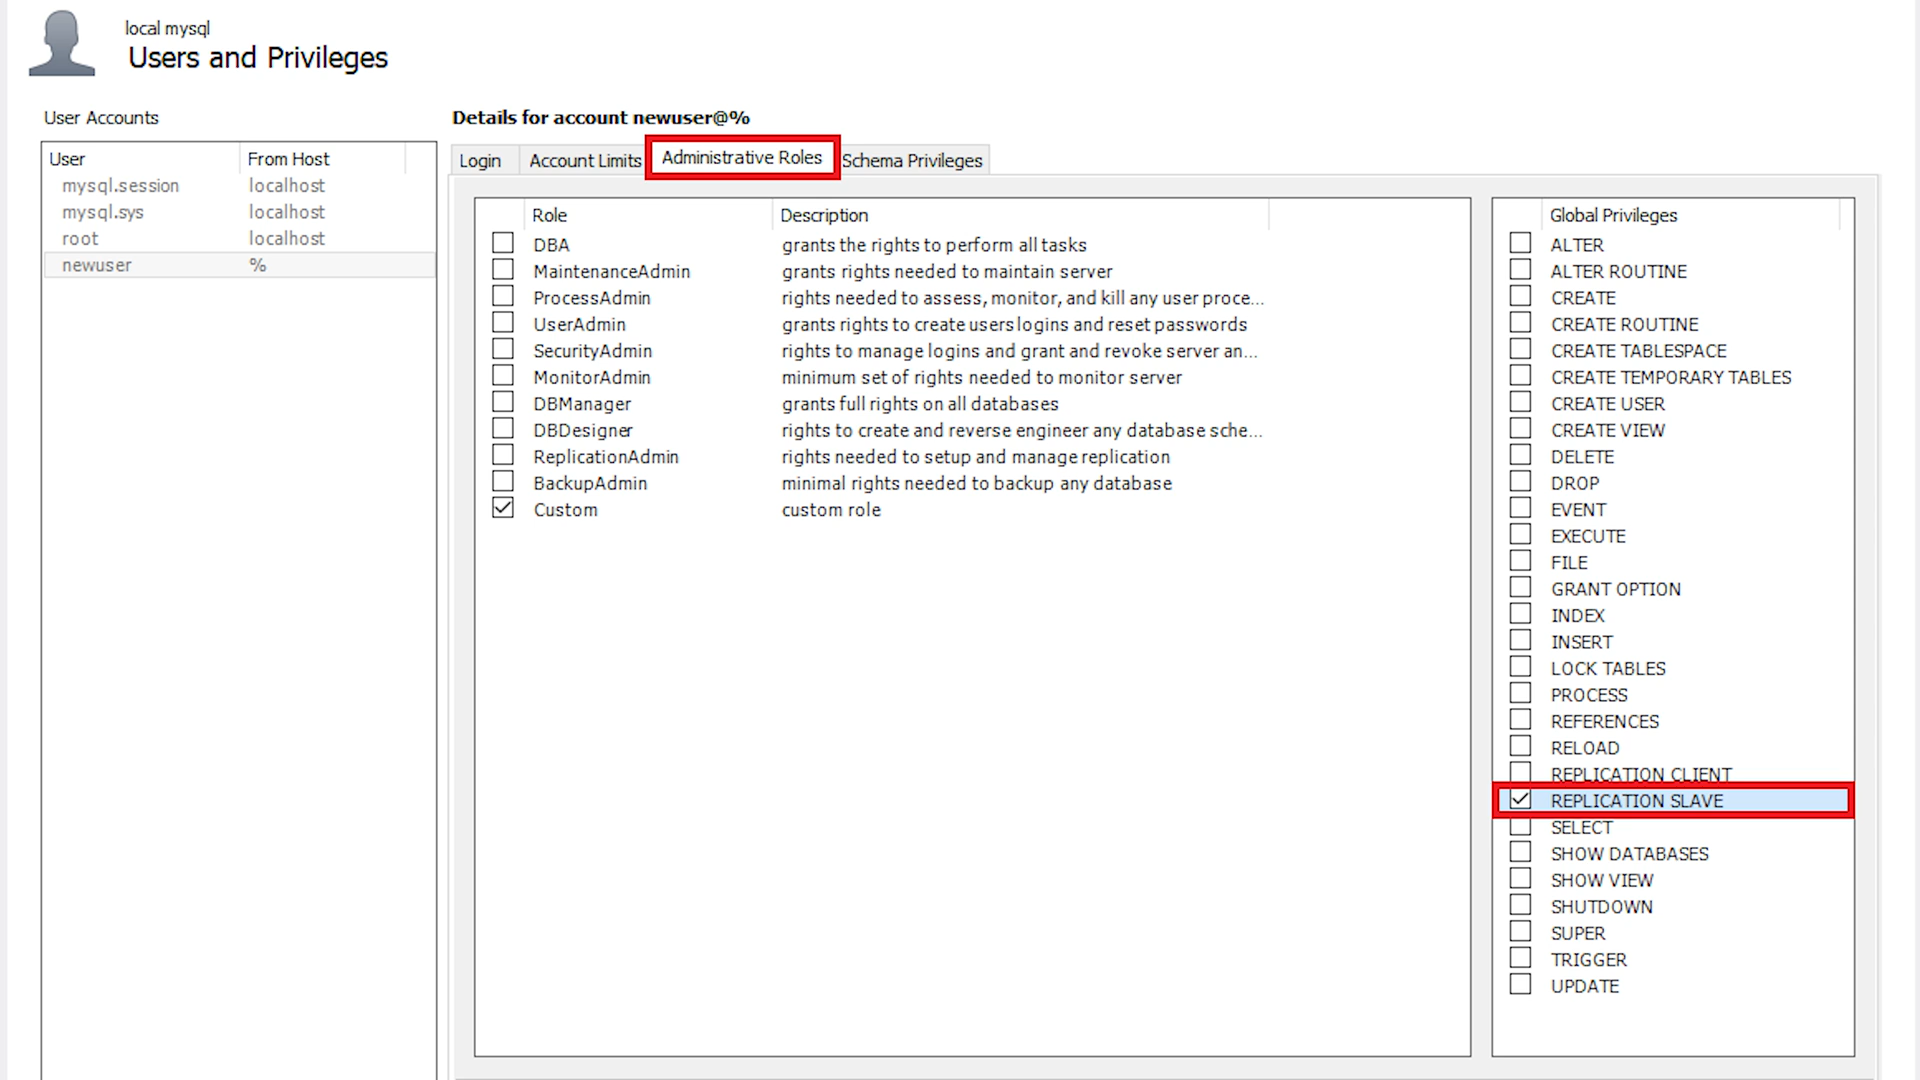 local mysql
Users and Privileges
User Accounts
User From Host
mysql.session localhost
mysql.sys localhost
root localhost
newuser %
Details for account newuser@%
Login Account Limits Administrative Roles Schema Privileges
Role Description
DBA grants the rights to perform all tasks
MaintenanceAdmin grants rights needed to maintain server
ProcessAdmin rights needed to assess, monitor, and kill any user proce...
UserAdmin grants rights to create users logins and reset passwords
SecurityAdmin rights to manage logins and grant and revoke server an...
MonitorAdmin minimum set of rights needed to monitor server
DBManager grants full rights on all databases
DBDesigner rights to create and reverse engineer any database sche...
ReplicationAdmin rights needed to setup and manage replication
BackupAdmin minimal rights needed to backup any database
Custom custom role
Global Privileges
ALTER
ALTER ROUTINE
CREATE
CREATE ROUTINE
CREATE TABLESPACE
CREATE TEMPORARY TABLES
CREATE USER
CREATE VIEW
DELETE
DROP
EVENT
EXECUTE
FILE
GRANT OPTION
INDEX
INSERT
LOCK TABLES
PROCESS
REFERENCES
RELOAD
REPLICATION CLIENT
REPLICATION SLAVE
SELECT
SHOW DATABASES
SHOW VIEW
SHUTDOWN
SUPER
TRIGGER
UPDATE